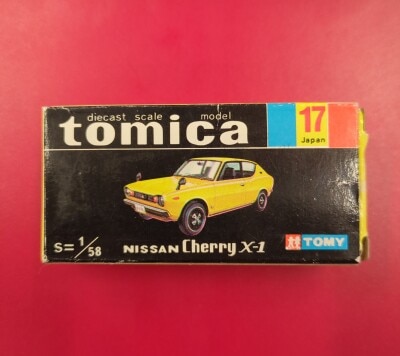 diecast scale model
tomica
17
Japan
S=1/58
NISSAN Cherry X-1
TOMY